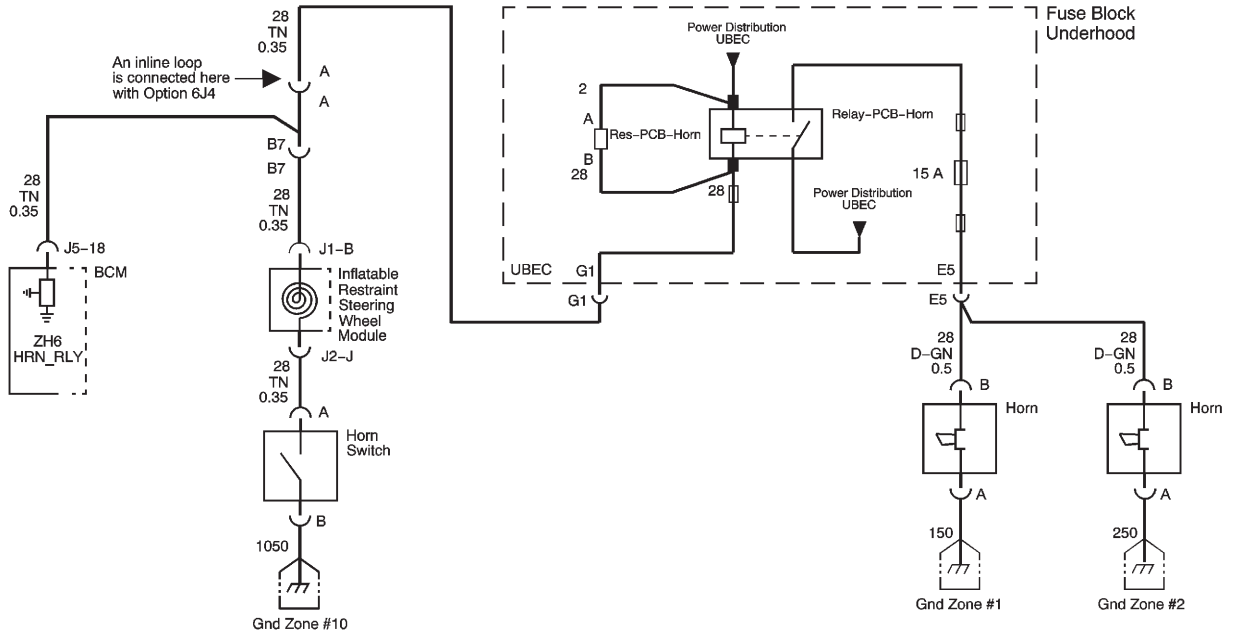 28
TN
0.35
An inline loop
is connected here
with Option 6J4
A
A
B7
B7
28
TN
0.35
28
TN
0.35
J5-18
BCM
ZH6
HRN_RLY
J1-B
Inflatable
Restraint
Steering
Wheel
Module
J2-J
28
TN
0.35
A
Horn
Switch
B
1050
Gnd Zone #10
Fuse Block
Underhood
Power Distribution
UBEC
2
A
Res-PCB-Horn
B
28
Relay-PCB-Horn
28
15 A
Power Distribution
UBEC
UBEC
G1
G1
E5
E5
28
D-GN
0.5
28
D-GN
0.5
B
Horn
B
Horn
A
A
150
250
Gnd Zone #1
Gnd Zone #2